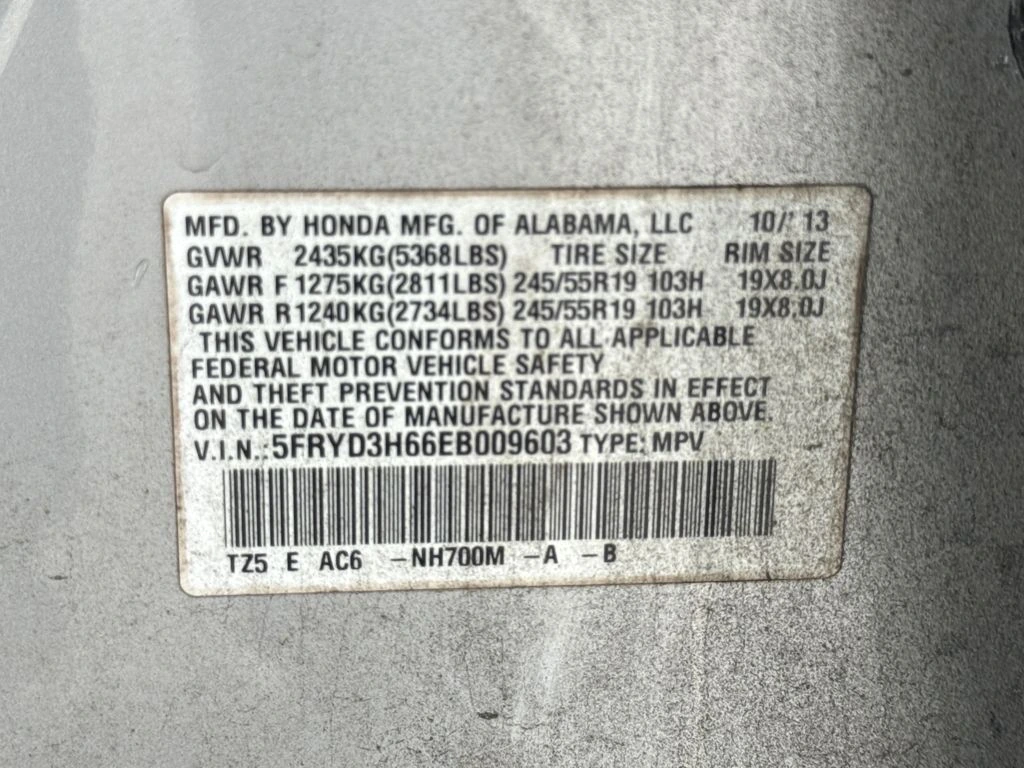 MFD. BY HONDA MFG. OF ALABAMA, LLC 10/'13
GVWR 2435KG(5368LBS) TIRE SIZE RIM SIZE
GAWR F 1275KG(2811LBS) 245/55R19 103H 19X8.0J
GAWR R1240KG(2734LBS) 245/55R19 103H 19X8.0J
THIS VEHICLE CONFORMS TO ALL APPLICABLE
FEDERAL MOTOR VEHICLE SAFETY
AND THEFT PREVENTION STANDARDS IN EFFECT
ON THE DATE OF MANUFACTURE SHOWN ABOVE.
V.I.N.:5FRYD3H66EB009603 TYPE: MPV
TZ5 E AC6 -NH700M -A -B